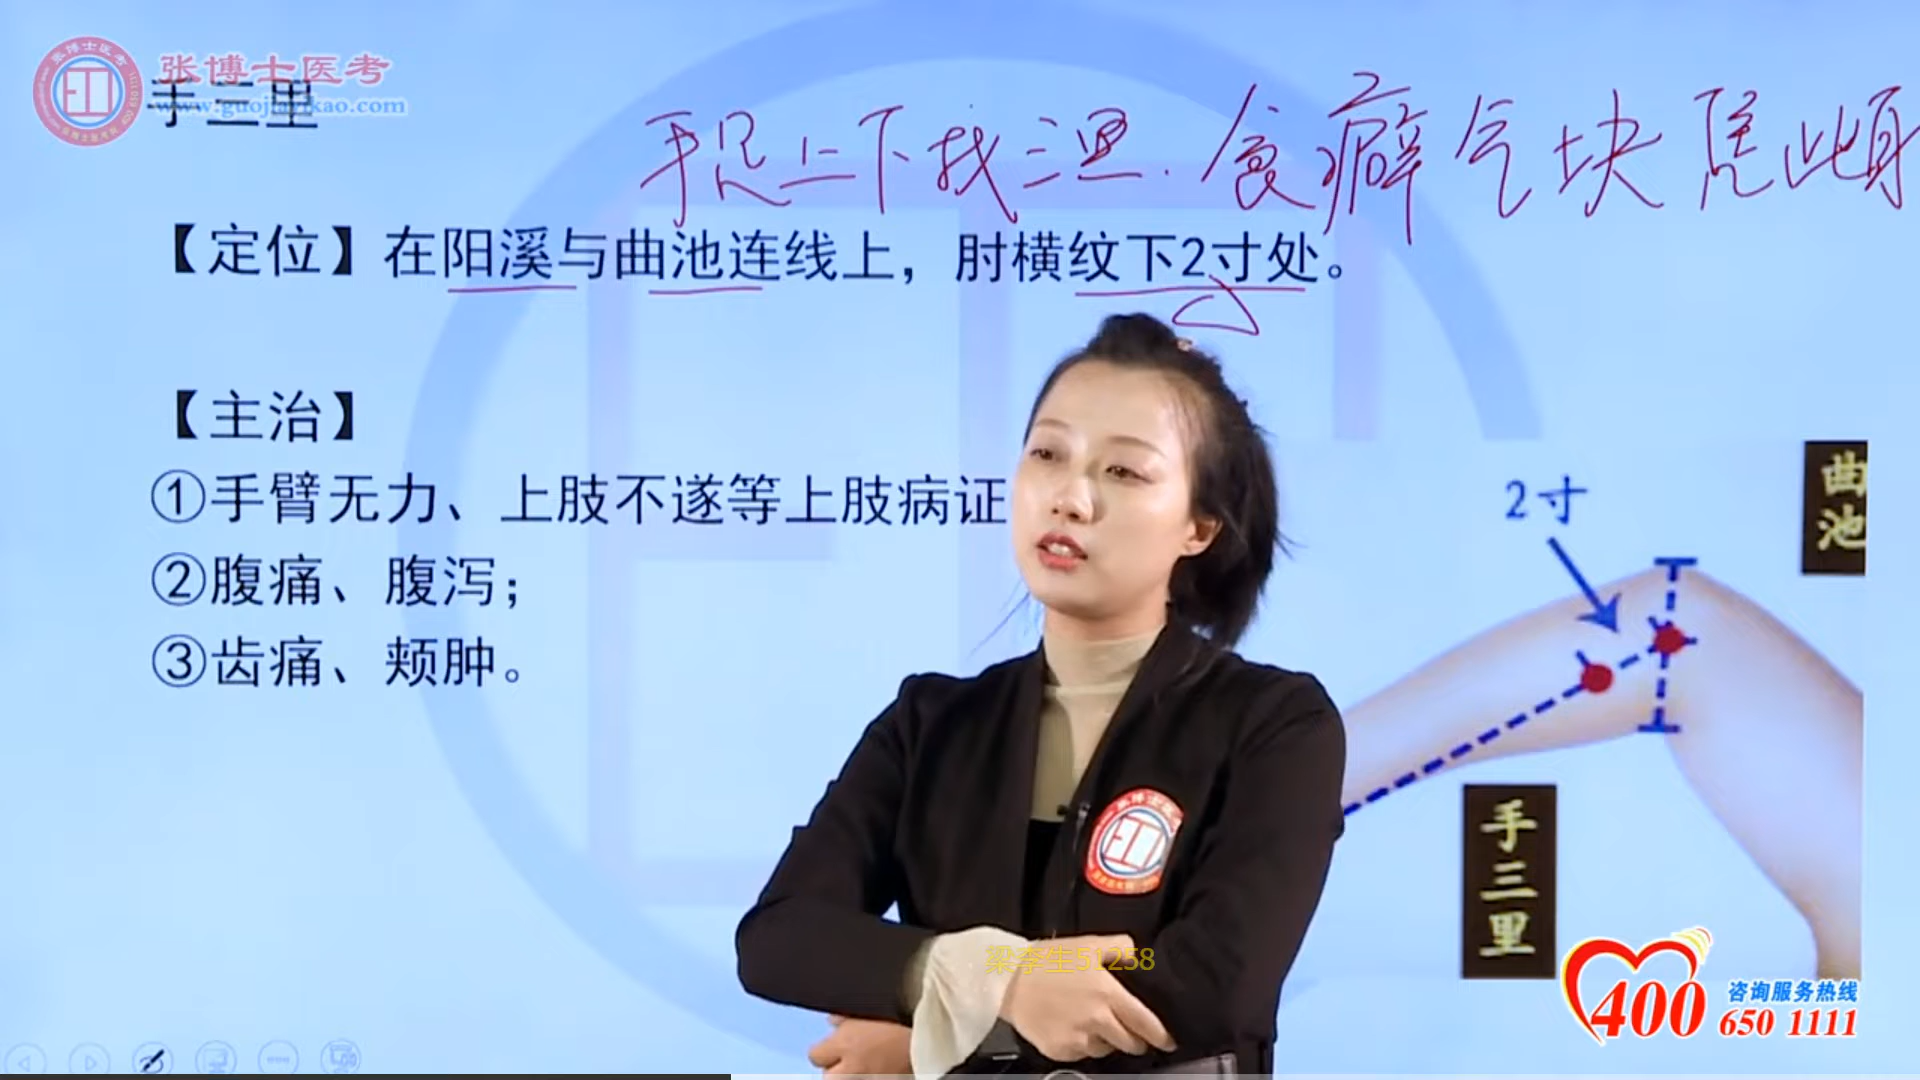 张博士医考
www.guojiayikao.com
手三里
手足上下找三里.食癖气块凭此
【定位】在阳溪与曲池连线上，肘横纹下2寸处。
【主治】
①手臂无力、上肢不遂等上肢病证
②腹痛、腹泻；
③齿痛、颊肿。
2寸
曲池
手三里
梁李生51258
400
咨询服务热线
650 1111